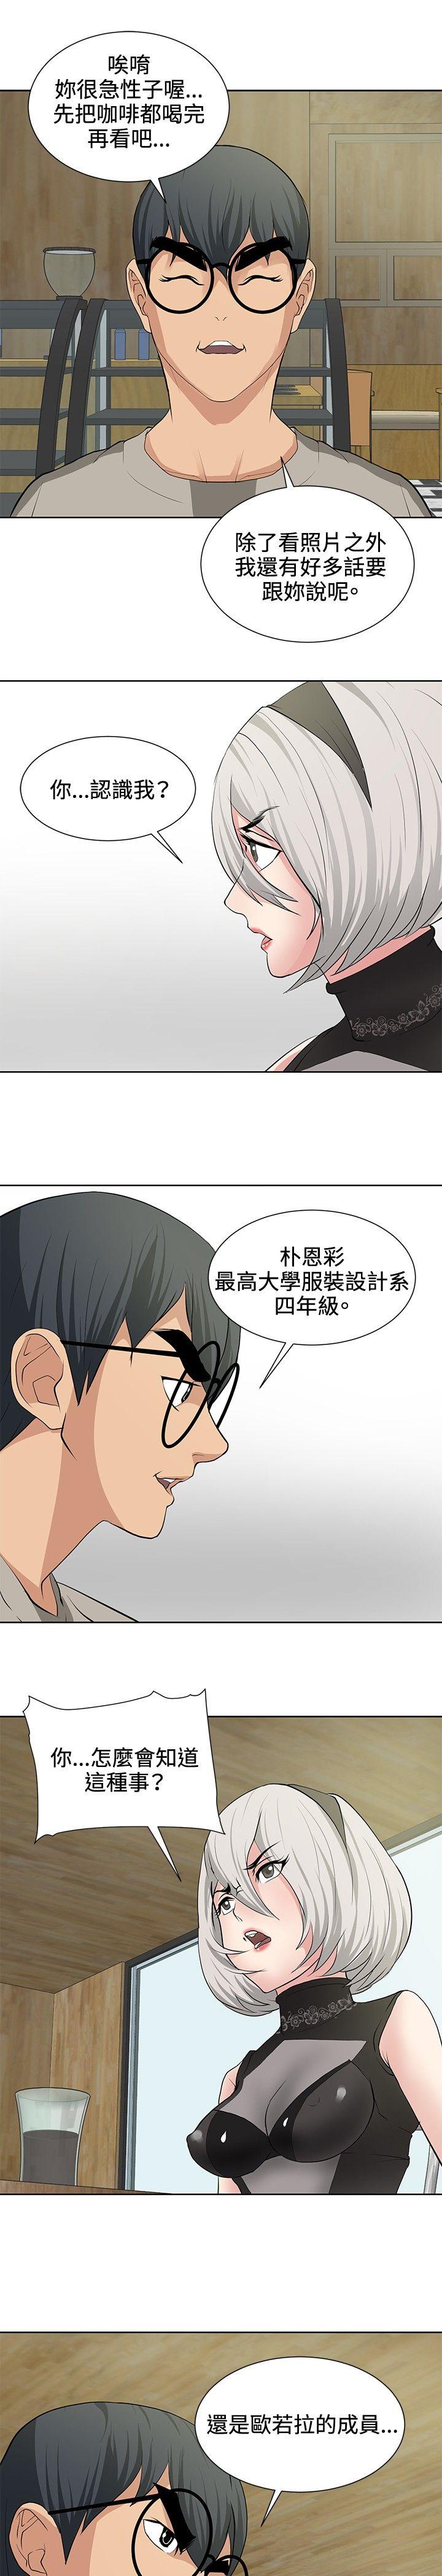 唉唷
妳很急性子喔...
先把咖啡都喝完
再看吧...
除了看照片之外
我還有好多話要
跟妳說呢。
你...認識我？
朴恩彩
最高大學服裝設計系
四年級。
你...怎麼會知道
這種事？
還是歐若拉的成員...